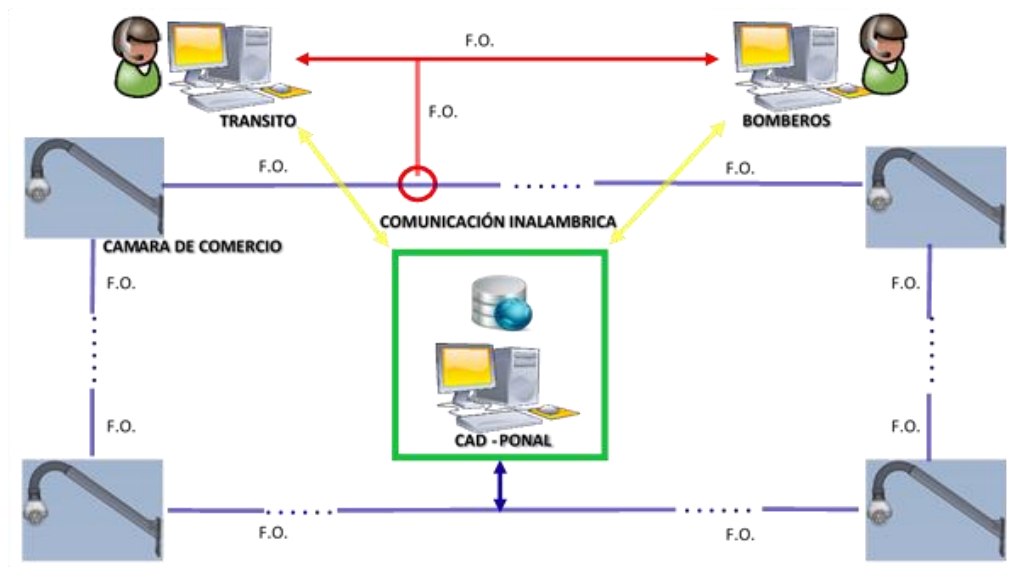 F.O.
F.O.
TRANSITO
BOMBEROS
F.O.
F.O.
COMUNICACIÓN INALAMBRICA
CAMARA DE COMERCIO
F.O.
F.O.
F.O.
F.O.
CAD - PONAL
F.O.
F.O.